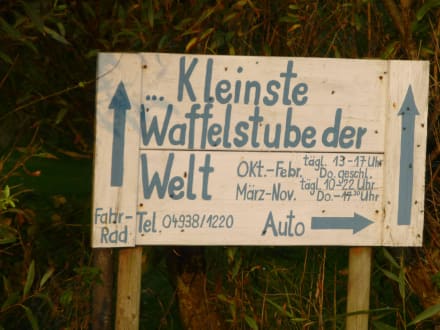 ... Kleinste
Waffelstube der
Welt
Okt.-Febr. tägl. 13-17 Uhr
Do. geschl.
März-Nov. tägl. 10-22 Uhr
Do.-17³⁰ Uhr
Fahr-
Rad
Tel. 04938/1220
Auto